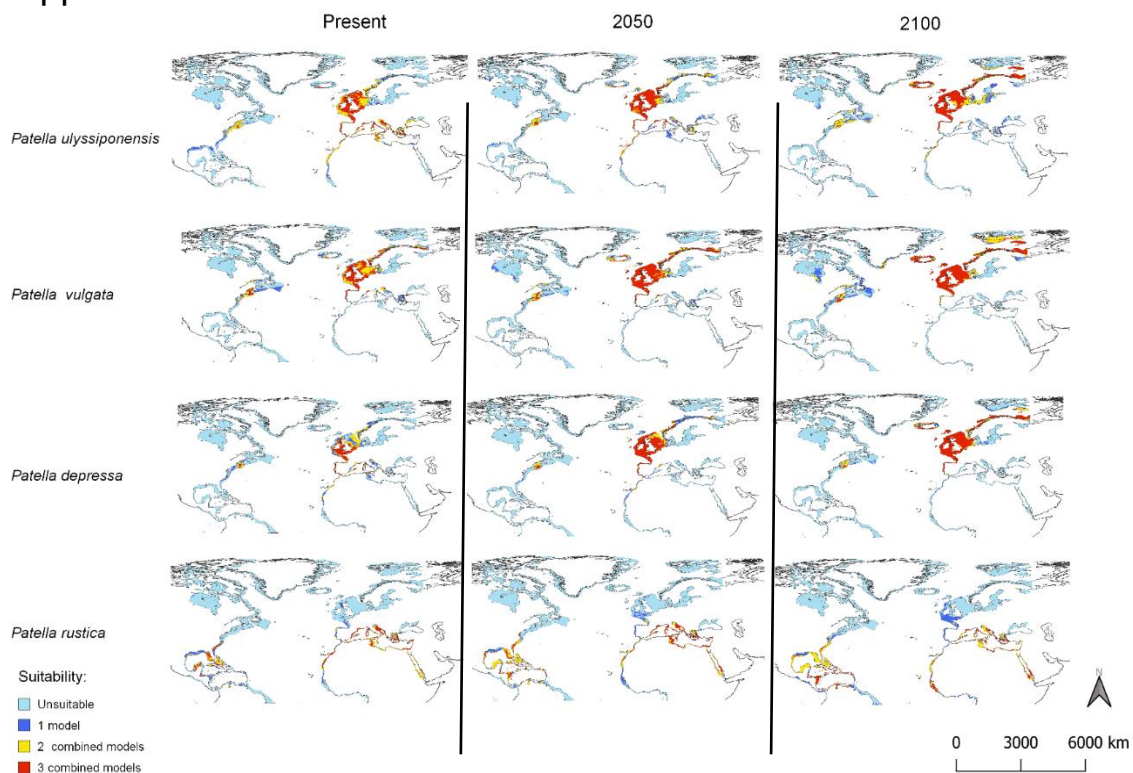 Present 2050 2100
Patella ulyssiponensis
Patella vulgata
Patella depressa
Patella rustica
Suitability:
Unsuitable
1 model
2 combined models
3 combined models
N
0 3000 6000 km